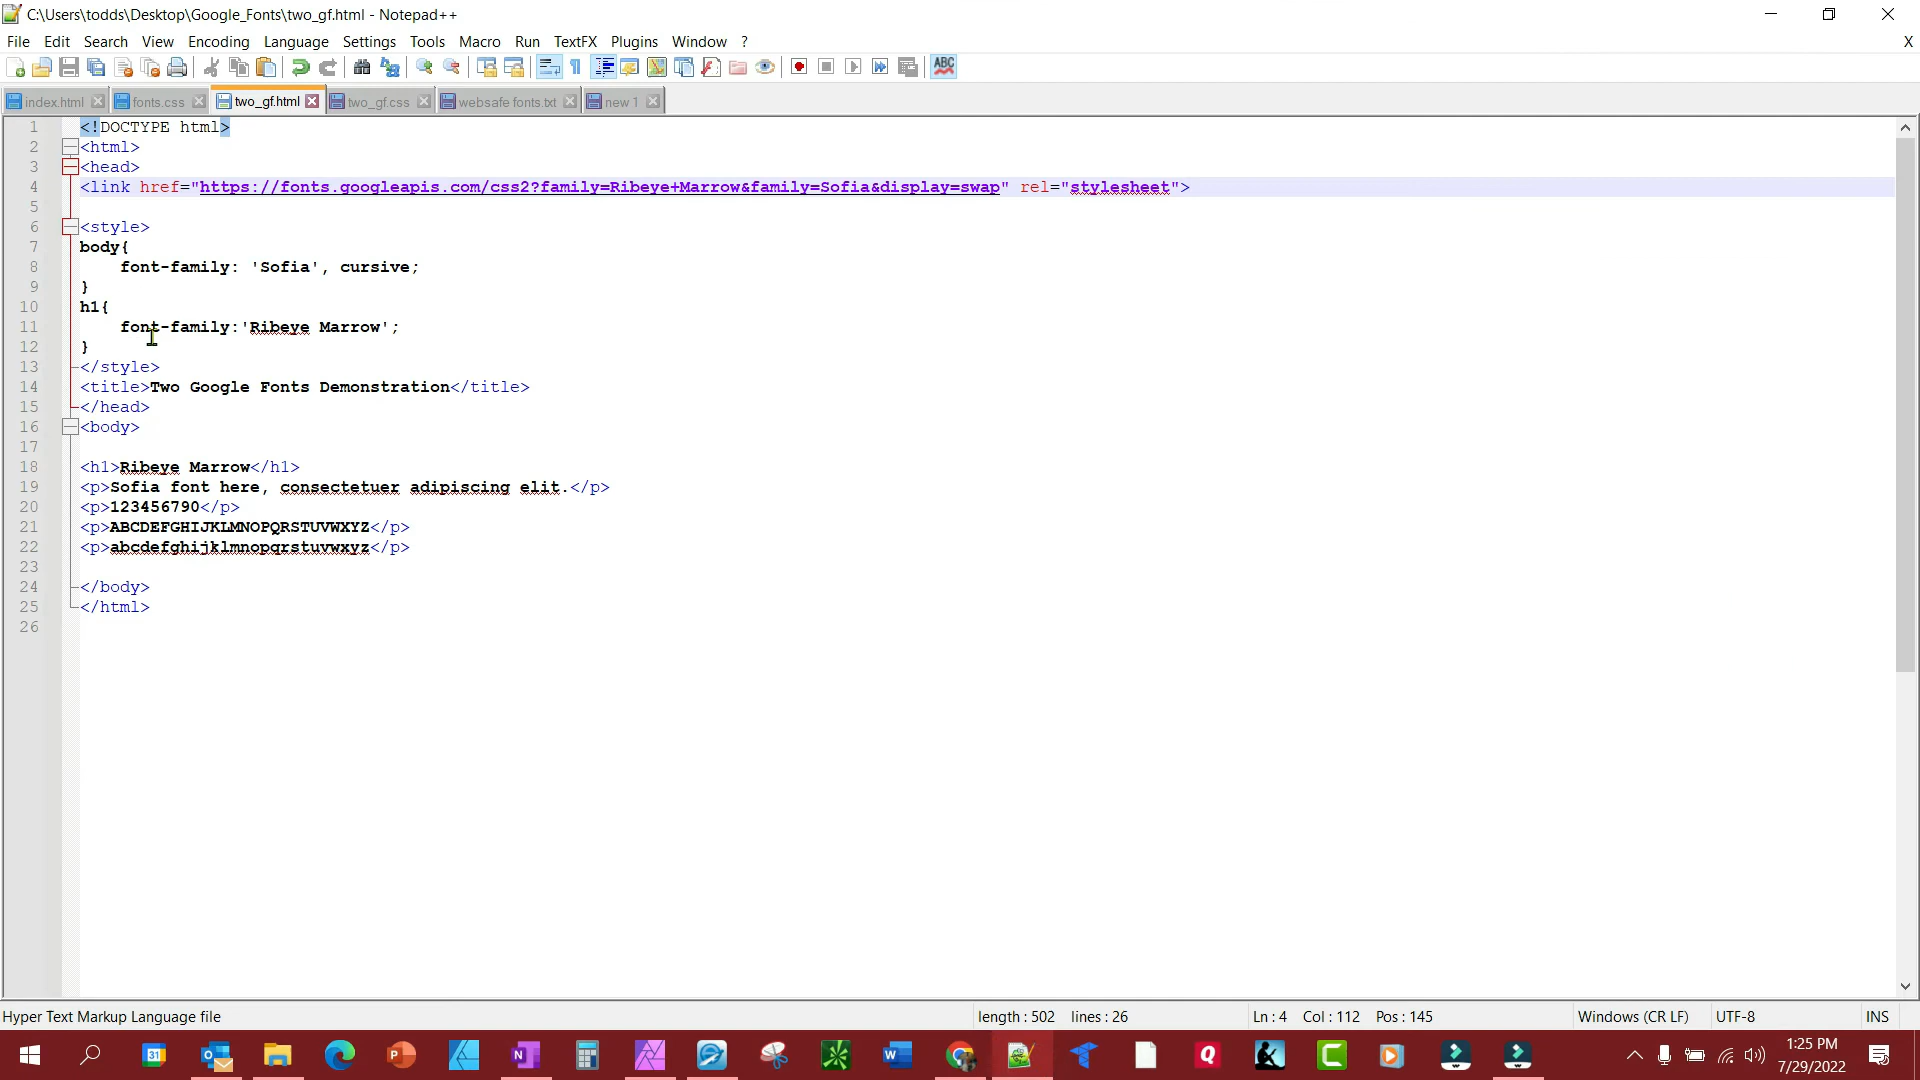 C:\Users\todds\Desktop\Google_Fonts\two_gf.html - Notepad++
File Edit Search View Encoding Language Settings Tools Macro Run TextFX Plugins Window ? X
ABC
index.html fonts.css two_gf.html two_gf.css websafe fonts.txt new 1
1 <!DOCTYPE html>
2 <html>
3 <head>
4 <link href="https://fonts.googleapis.com/css2?family=Ribeye+Marrow&family=Sofia&display=swap" rel="stylesheet">
5
6 <style>
7 body{
8 font-family: 'Sofia', cursive;
9 }
10 h1{
11 font-family:'Ribeye Marrow';
12 }
13 </style>
14 <title>Two Google Fonts Demonstration</title>
15 </head>
16 <body>
17
18 <h1>Ribeye Marrow</h1>
19 <p>Sofia font here, consectetuer adipiscing elit.</p>
20 <p>123456790</p>
21 <p>ABCDEFGHIJKLMNOPQRSTUVWXYZ</p>
22 <p>abcdefghijklmnopqrstuvwxyz</p>
23
24 </body>
25 </html>
26
Hyper Text Markup Language file length : 502 lines : 26 Ln : 4 Col : 112 Pos : 145 Windows (CR LF) UTF-8 INS
31 P N W Q C 1:25 PM
7/29/2022